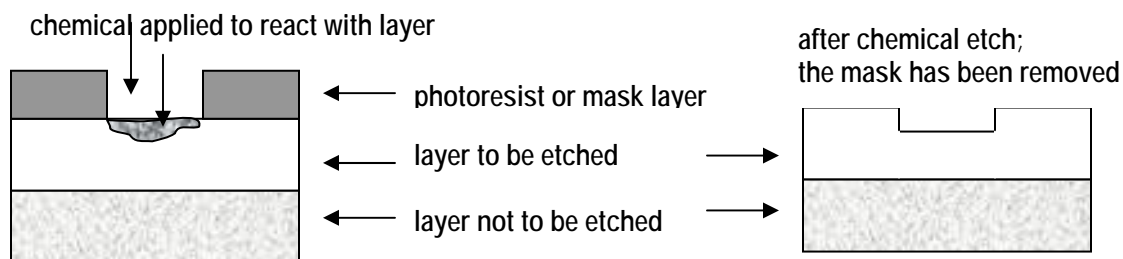 chemical applied to react with layer
photoresist or mask layer
layer to be etched
layer not to be etched
after chemical etch;
the mask has been removed